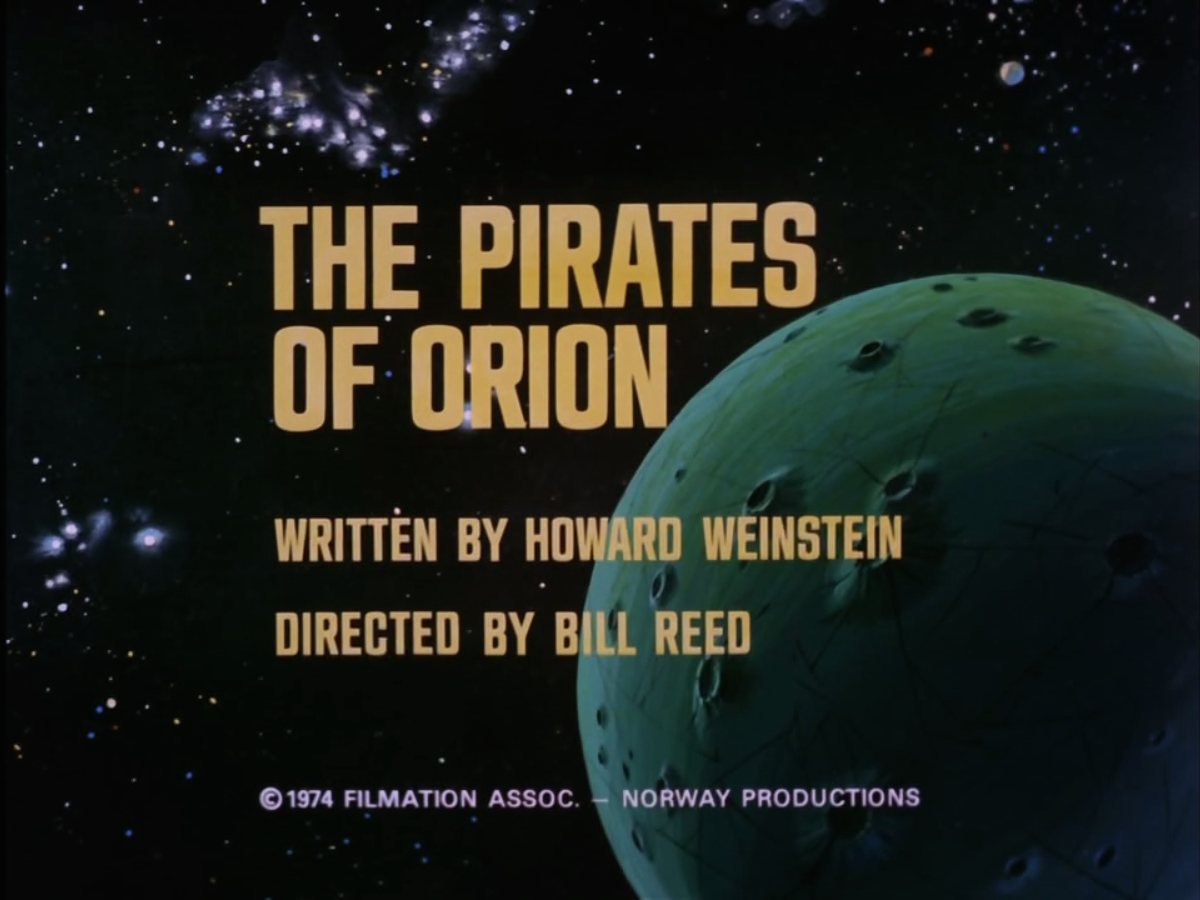 THE PIRATES
OF ORION
WRITTEN BY HOWARD WEINSTEIN
DIRECTED BY BILL REED
©1974 FILMATION ASSOC. — NORWAY PRODUCTIONS